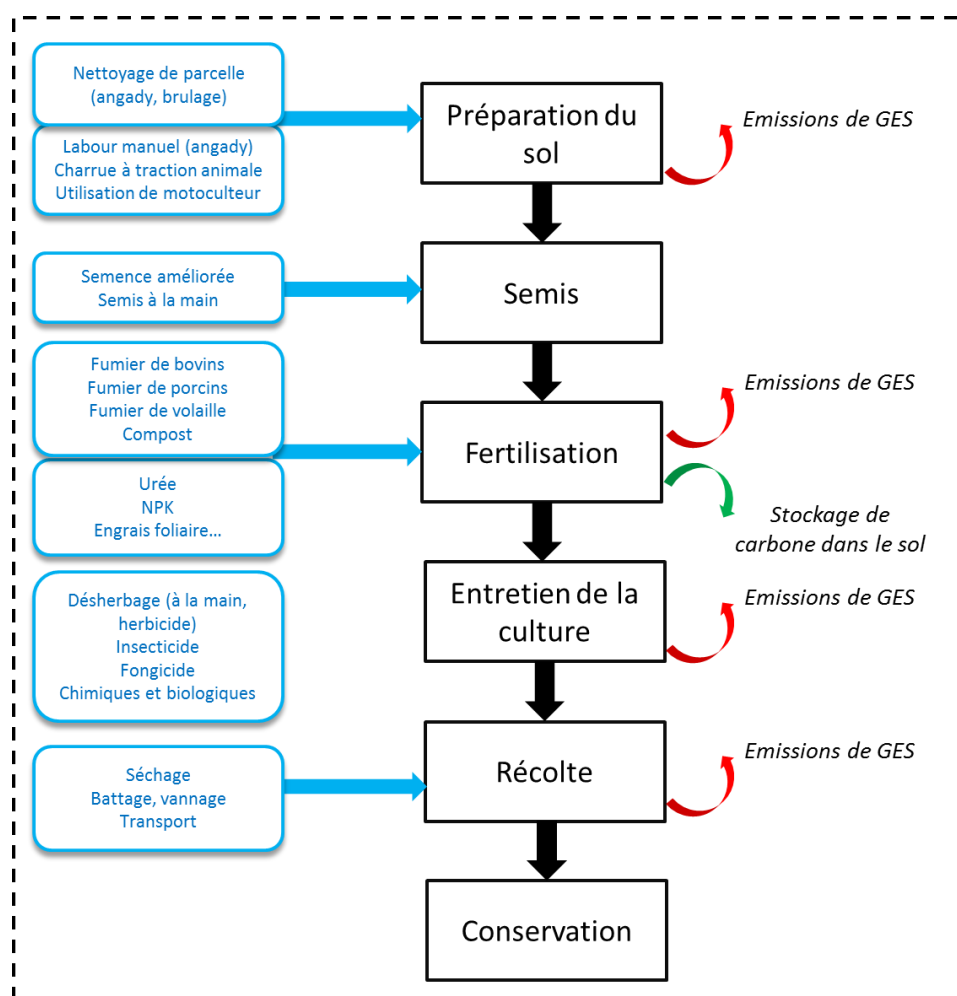 Nettoyage de parcelle
(angady, brulage)
Labour manuel (angady)
Charrue à traction animale
Utilisation de motoculteur
Préparation du
sol
Emissions de GES
Semence améliorée
Semis à la main
Semis
Fumier de bovins
Fumier de porcins
Fumier de volaille
Compost
Urée
NPK
Engrais foliaire...
Fertilisation
Emissions de GES
Stockage de
carbone dans le sol
Désherbage (à la main,
herbicide)
Insecticide
Fongicide
Chimiques et biologiques
Entretien de la
culture
Emissions de GES
Séchage
Battage, vannage
Transport
Récolte
Emissions de GES
Conservation